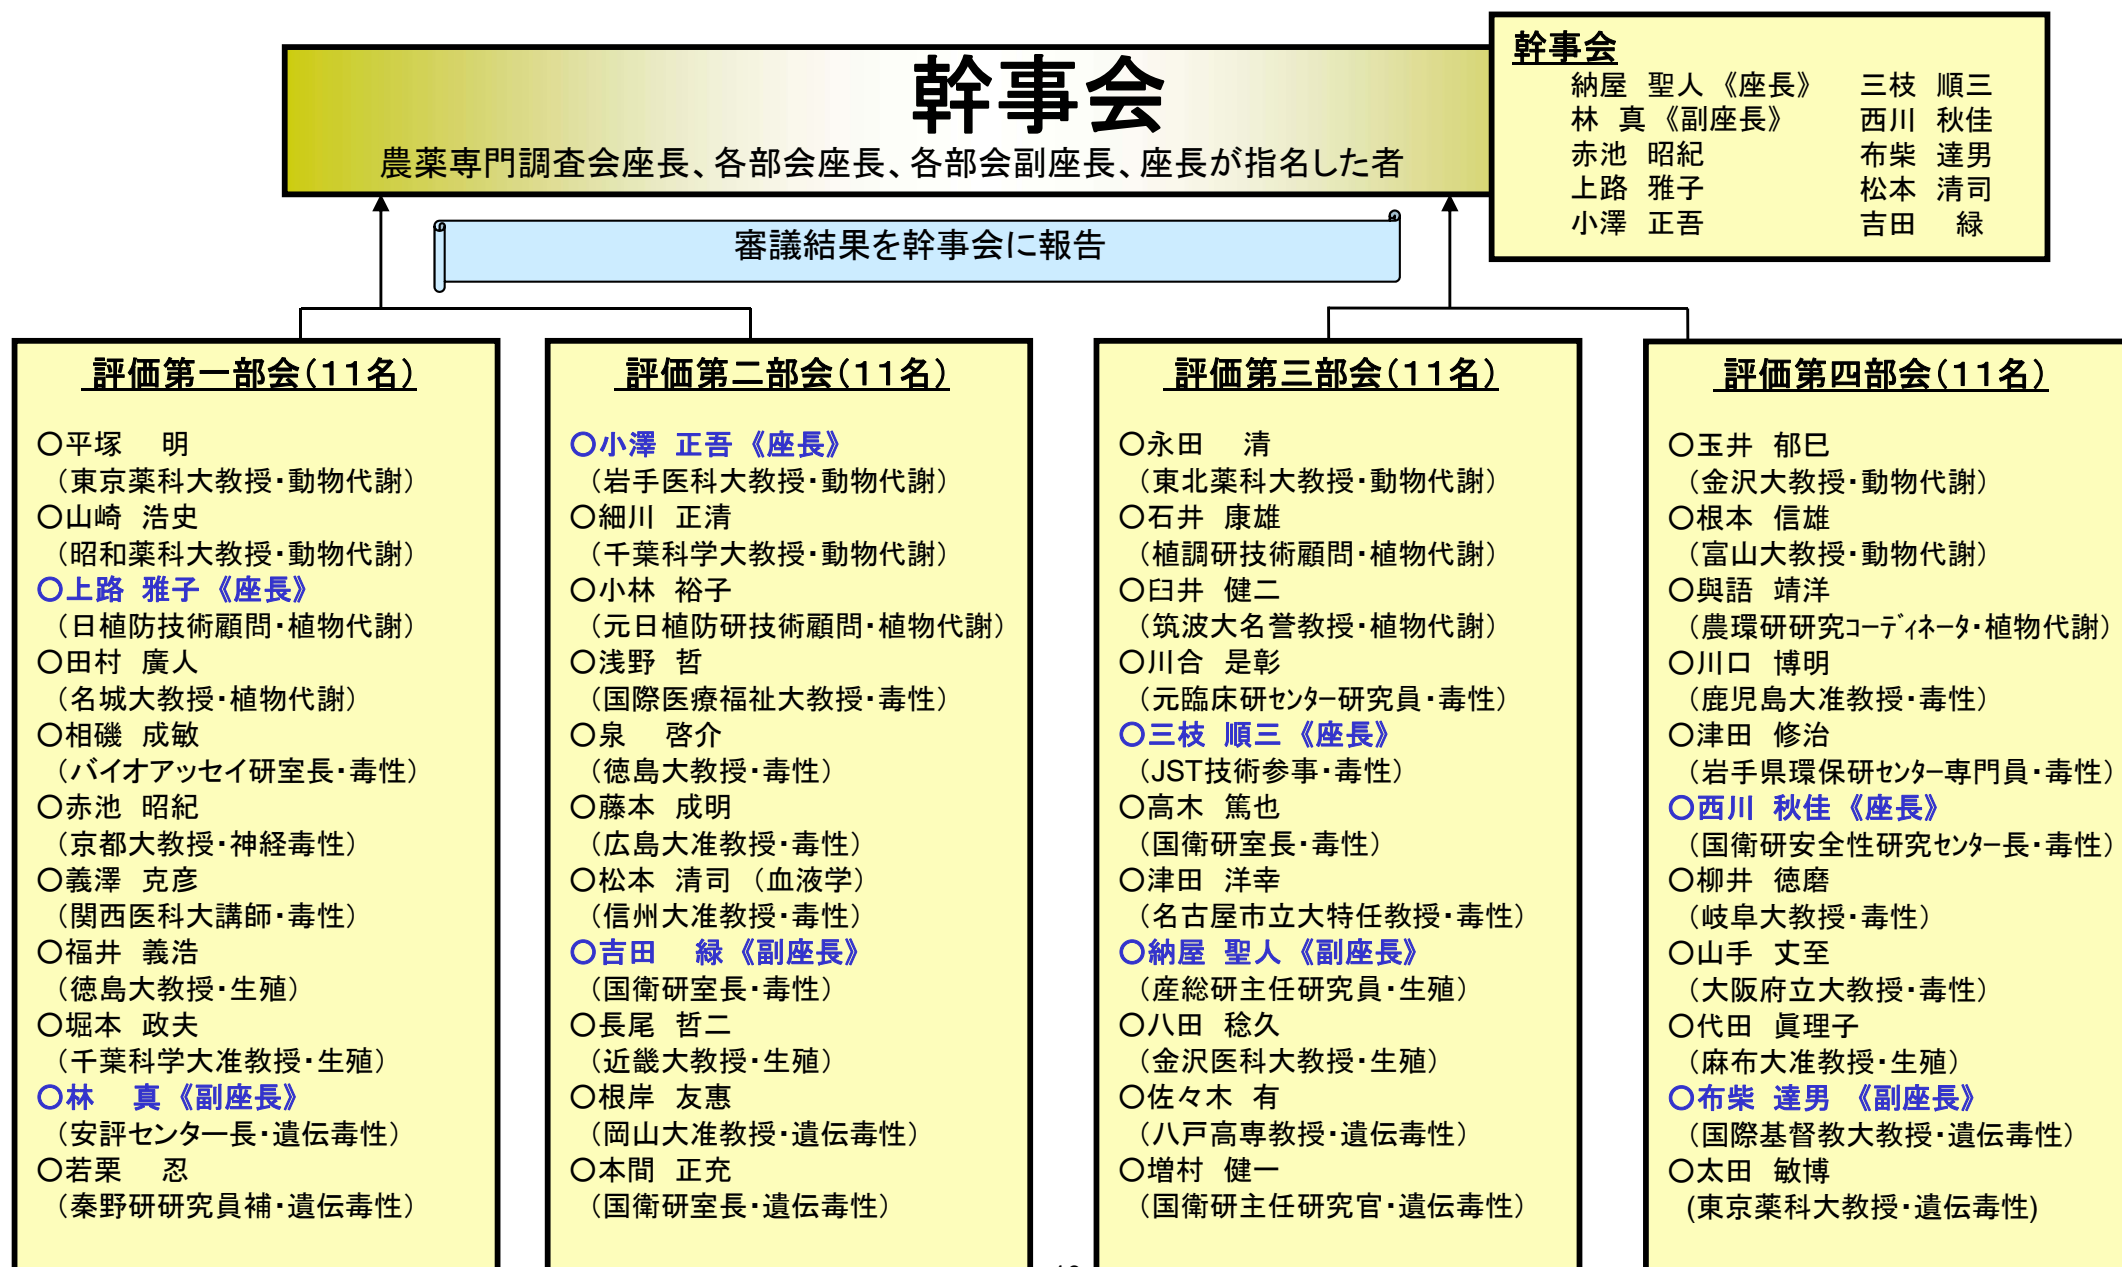 幹事会
農薬専門調査会座長、各部会座長、各部会副座長、座長が指名した者
幹事会
納屋 聖人 《座長》 三枝 順三
林 真 《副座長》 西川 秋佳
赤池 昭紀 布柴 達男
上路 雅子 松本 清司
小澤 正吾 吉田 緑
審議結果を幹事会に報告
評価第一部会(11名)
〇平塚 明
(東京薬科大教授・動物代謝)
〇山崎 浩史
(昭和薬科大教授・動物代謝)
〇上路 雅子《座長》
(日植防技術顧問・植物代謝)
〇田村 廣人
(名城大教授・植物代謝)
〇相磯 成敏
(バイオアッセイ研室長・毒性)
〇赤池 昭紀
(京都大教授・神経毒性)
〇義澤 克彦
(関西医科大講師・毒性)
〇福井 義浩
(徳島大教授・生殖)
〇堀本 政夫
(千葉科学大准教授・生殖)
〇林 真《副座長》
(安評センター長・遺伝毒性)
〇若栗 忍
(秦野研研究員補・遺伝毒性)
評価第二部会(11名)
〇小澤 正吾《座長》
(岩手医科大教授・動物代謝)
〇細川 正清
(千葉科学大教授・動物代謝)
〇小林 裕子
(元日植防研技術顧問・植物代謝)
〇浅野 哲
(国際医療福祉大教授・毒性)
〇泉 啓介
(徳島大教授・毒性)
〇藤本 成明
(広島大准教授・毒性)
〇松本 清司 (血液学)
(信州大准教授・毒性)
〇吉田 緑《副座長》
(国衛研室長・毒性)
〇長尾 哲二
(近畿大教授・生殖)
〇根岸 友惠
(岡山大准教授・遺伝毒性)
〇本間 正充
(国衛研室長・遺伝毒性)
評価第三部会(11名)
〇永田 清
(東北薬科大教授・動物代謝)
〇石井 康雄
(植調研技術顧問・植物代謝)
〇臼井 健二
(筑波大名誉教授・植物代謝)
〇川合 是彰
(元臨床研ｾﾝﾀｰ研究員・毒性)
〇三枝 順三《座長》
(JST技術参事・毒性)
〇高木 篤也
(国衛研室長・毒性)
〇津田 洋幸
(名古屋市立大特任教授・毒性)
〇納屋 聖人《副座長》
(産総研主任研究員・生殖)
〇八田 稔久
(金沢医科大教授・生殖)
〇佐々木 有
(八戸高専教授・遺伝毒性)
〇増村 健一
(国衛研主任研究官・遺伝毒性)
評価第四部会(11名)
〇玉井 郁巳
(金沢大教授・動物代謝)
〇根本 信雄
(富山大教授・動物代謝)
〇與語 靖洋
(農環研研究ｺｰﾃﾞｨﾈｰﾀ・植物代謝)
〇川口 博明
(鹿児島大准教授・毒性)
〇津田 修治
(岩手県環保研ｾﾝﾀｰ専門員・毒性)
〇西川 秋佳《座長》
(国衛研安全性研究ｾﾝﾀｰ長・毒性)
〇柳井 徳磨
(岐阜大教授・毒性)
〇山手 丈至
(大阪府立大教授・毒性)
〇代田 眞理子
(麻布大准教授・生殖)
〇布柴 達男 《副座長》
(国際基督教大教授・遺伝毒性)
〇太田 敏博
(東京薬科大教授・遺伝毒性)